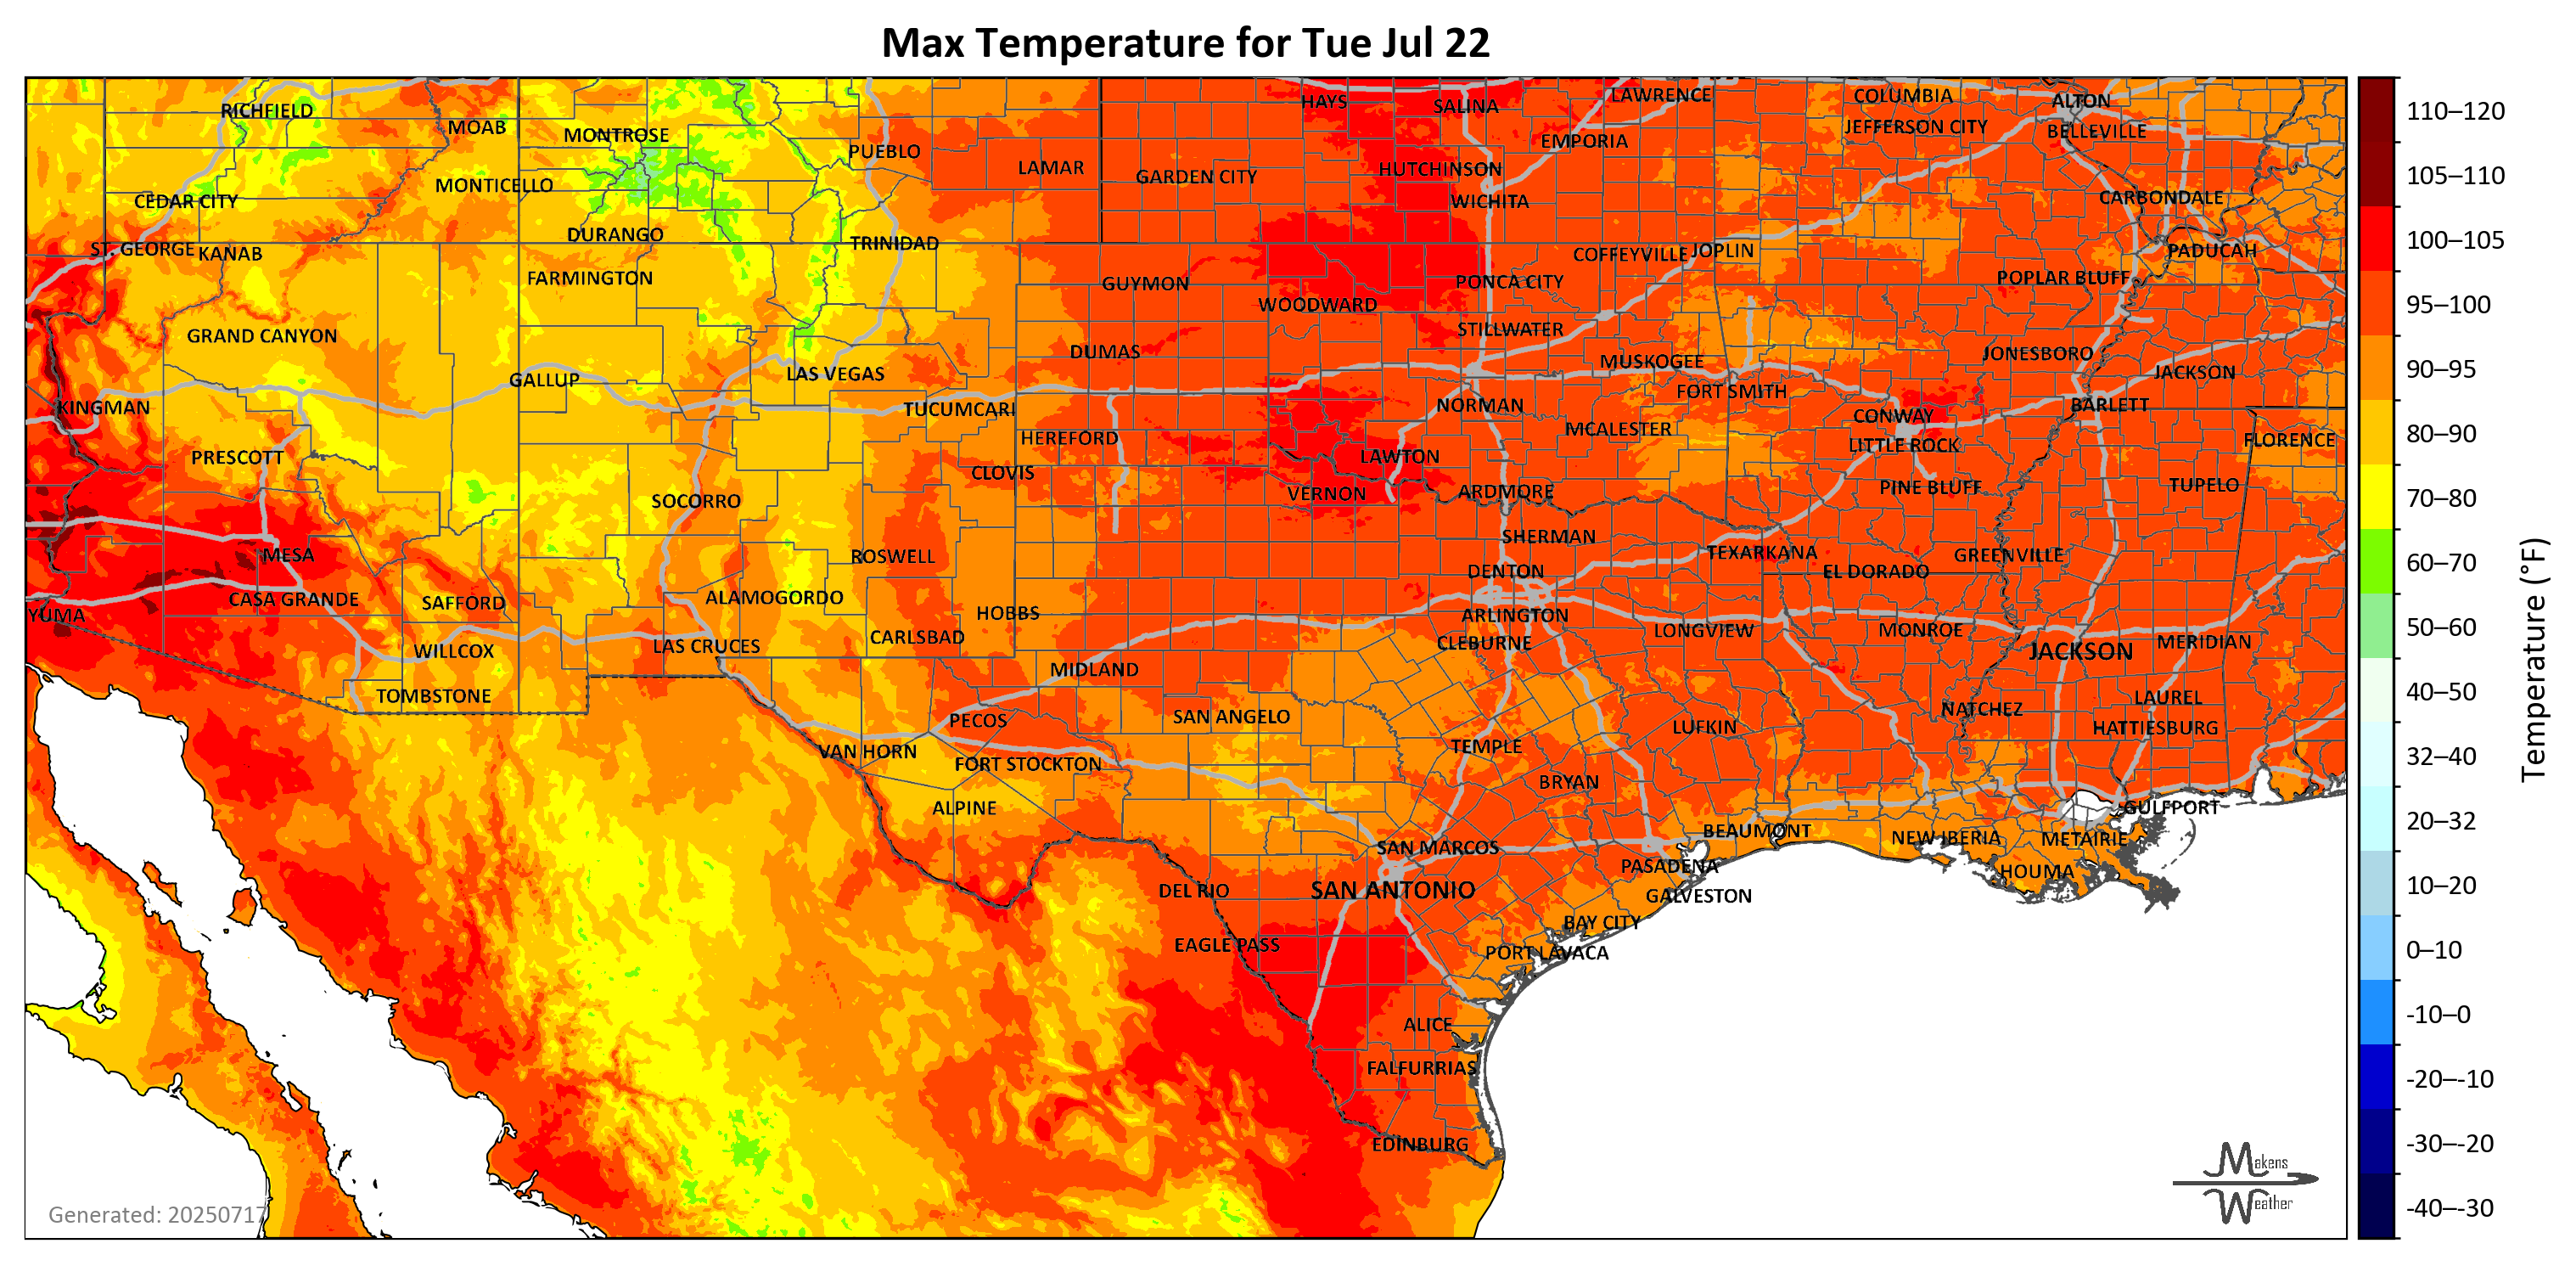 Max Temperature for Tue Jul 22
RICHFIELD
MOAB
MONTROSE
PUEBLO
LAMAR
GARDEN CITY
HAYS
SALINA
LAWRENCE
EMPORIA
COLUMBIA
JEFFERSON CITY
ALTON
BELLEVILLE
CEDAR CITY
MONTICELLO
HUTCHINSON
WICHITA
CARBONDALE
ST. GEORGE
KANAB
DURANGO
TRINIDAD
COFFEYVILLE
JOPLIN
PADUCAH
FARMINGTON
GUYMON
WOODWARD
PONCA CITY
POPLAR BLUFF
GRAND CANYON
STILLWATER
DUMAS
MUSKOGEE
JONESBORO
JACKSON
GALLUP
LAS VEGAS
FORT SMITH
KINGMAN
TUCUMCARI
NORMAN
CONWAY
BARLETT
HEREFORD
MCALESTER
LITTLE ROCK
FLORENCE
PRESCOTT
CLOVIS
LAWTON
SOCORRO
VERNON
ARDMORE
PINE BLUFF
TUPELO
MESA
ROSWELL
SHERMAN
TEXARKANA
GREENVILLE
DENTON
EL DORADO
YUMA
CASA GRANDE
SAFFORD
ALAMOGORDO
HOBBS
ARLINGTON
WILLCOX
LAS CRUCES
CARLSBAD
CLEBURNE
LONGVIEW
MONROE
JACKSON
MERIDIAN
TOMBSTONE
MIDLAND
LAUREL
PECOS
SAN ANGELO
NATCHEZ
VAN HORN
FORT STOCKTON
TEMPLE
LUFKIN
HATTIESBURG
ALPINE
BRYAN
GULFPORT
SAN MARCOS
BEAUMONT
NEW IBERIA
METAIRIE
DEL RIO
SAN ANTONIO
PASADENA
GALVESTON
HOUMA
EAGLE PASS
BAY CITY
PORT LAVACA
ALICE
FALFURRIAS
EDINBURG
Generated: 20250717
Makens
Weather
110–120
105–110
100–105
95–100
90–95
80–90
70–80
60–70
50–60
40–50
32–40
20–32
10–20
0–10
-10–0
-20–-10
-30–-20
-40–-30
Temperature (°F)